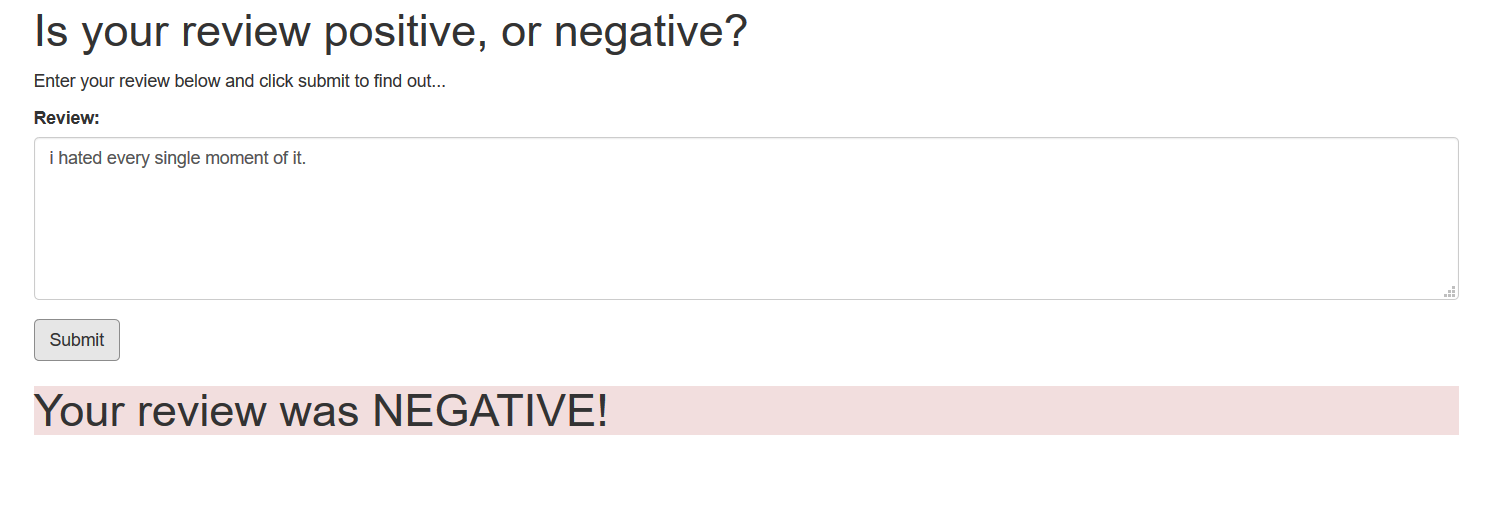 Is your review positive, or negative?
Enter your review below and click submit to find out...
Review:
i hated every single moment of it.
Submit
Your review was NEGATIVE!